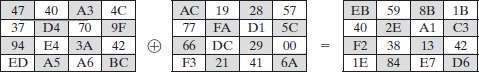 47 40 A3 4C AC 19 28 57 EB 59 8B 1B
37 D4 70 9F 77 FA D1 5C 40 2E A1 C3
94 E4 3A 42 ⊕ 66 DC 29 00 = F2 38 13 42
ED A5 A6 BC F3 21 41 6A 1E 84 E7 D6